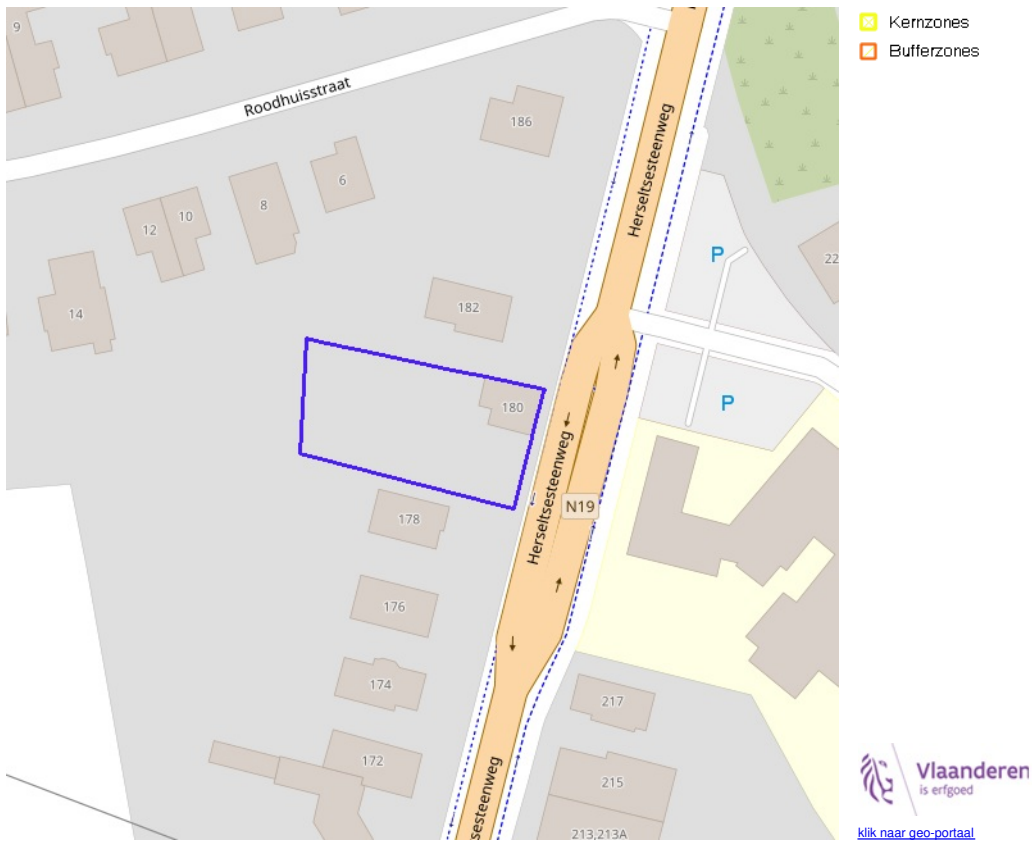 Kernzones
Bufferzones
9
Roodhuisstraat
186
Herseltsesteenweg
6
8
10
12
P
22
14
182
180
P
Herseltsesteenweg
N19
178
176
174
217
172
215
sesteenweg
213,213A
Vlaanderen
is erfgoed
klik naar geo-portaal